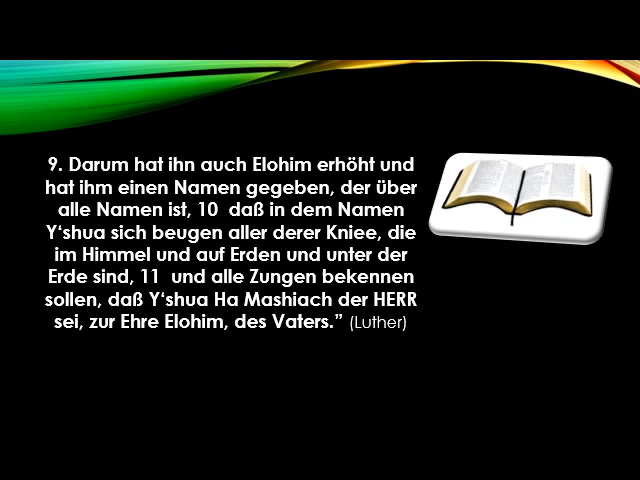 9. Darum hat ihn auch Elohim erhöht und
hat ihm einen Namen gegeben, der über
alle Namen ist, 10  daß in dem Namen
Y‘shua sich beugen aller derer Kniee, die
im Himmel und auf Erden und unter der
Erde sind, 11  und alle Zungen bekennen
sollen, daß Y‘shua Ha Mashiach der HERR
sei, zur Ehre Elohim, des Vaters.” (Luther)